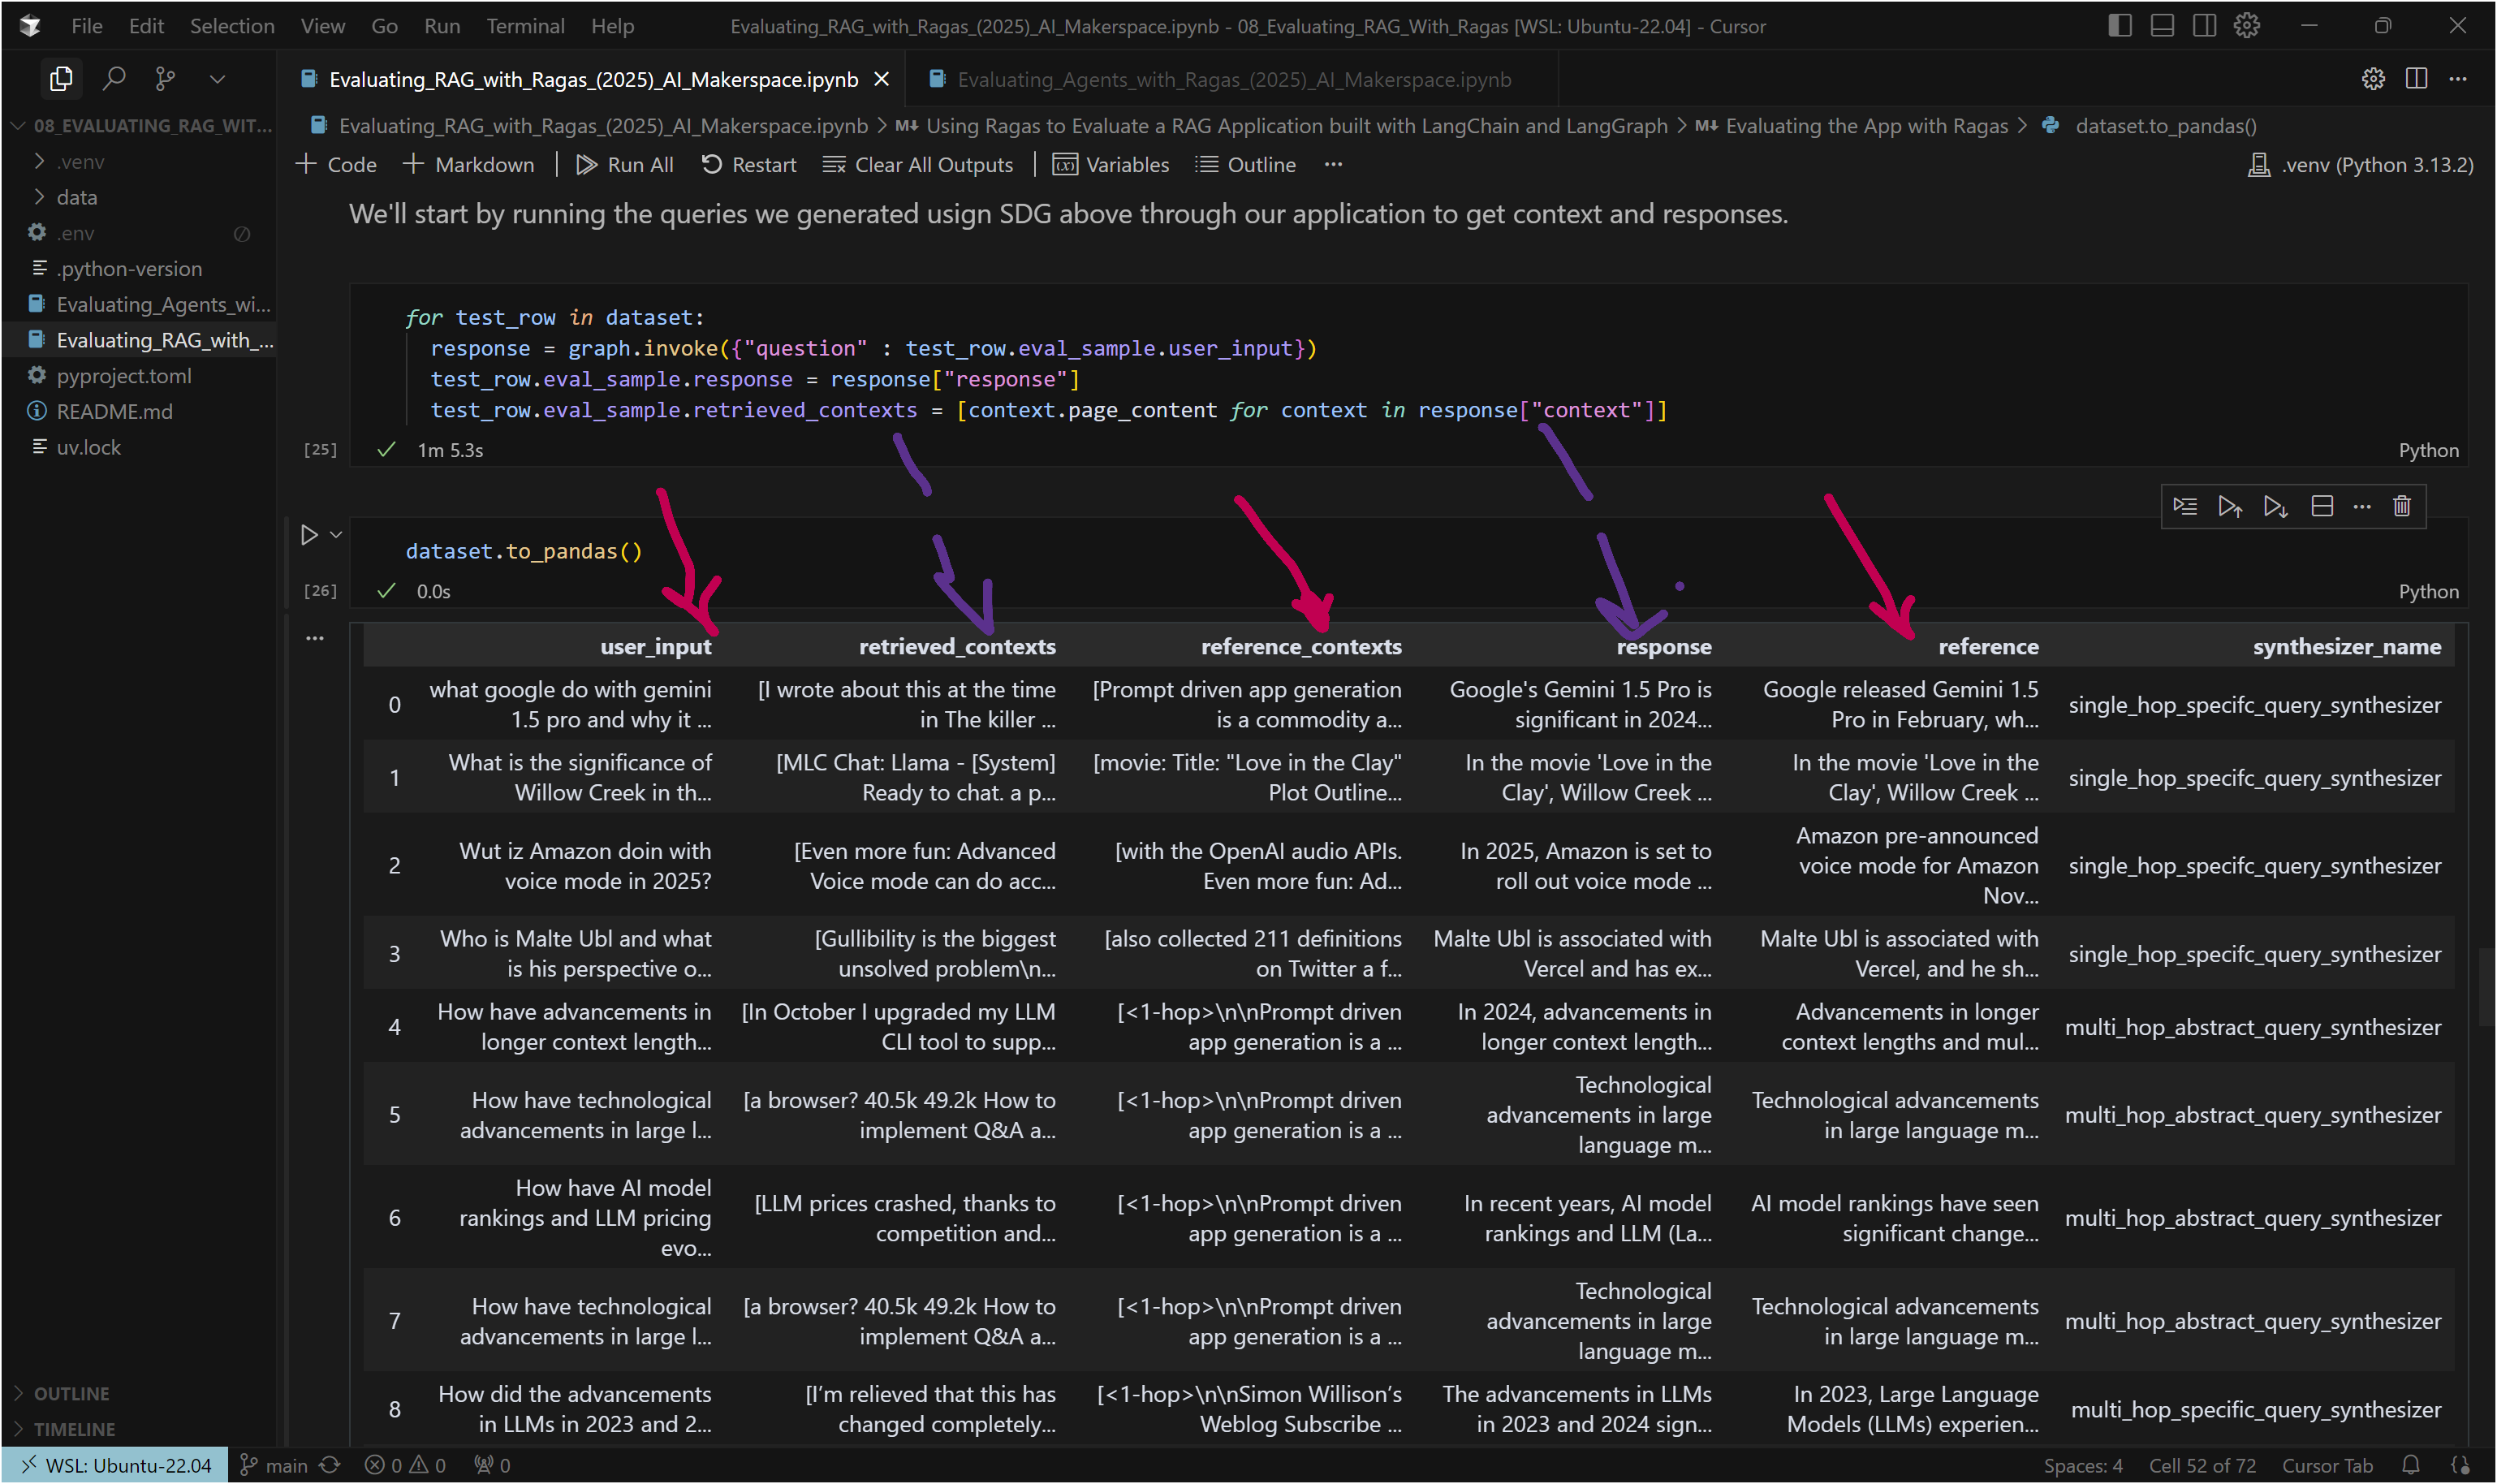 File Edit Selection View Go Run Terminal Help
Evaluating_RAG_with_Ragas_(2025)_AI_Makerspace.ipynb - 08_Evaluating_RAG_With_Ragas [WSL: Ubuntu-22.04] - Cursor
Evaluating_RAG_with_Ragas_(2025)_AI_Makerspace.ipynb
Evaluating_Agents_with_Ragas_(2025)_AI_Makerspace.ipynb
08_EVALUATING_RAG_WIT...
.venv
data
.env
.python-version
Evaluating_Agents_wi...
Evaluating_RAG_with_...
pyproject.toml
README.md
uv.lock
OUTLINE
TIMELINE
Evaluating_RAG_with_Ragas_(2025)_AI_Makerspace.ipynb > M↓ Using Ragas to Evaluate a RAG Application built with LangChain and LangGraph > M↓ Evaluating the App with Ragas > dataset.to_pandas()
+ Code + Markdown Run All Restart Clear All Outputs Variables Outline ...
.venv (Python 3.13.2)
We'll start by running the queries we generated usign SDG above through our application to get context and responses.
for test_row in dataset:
response = graph.invoke({"question" : test_row.eval_sample.user_input})
test_row.eval_sample.response = response["response"]
test_row.eval_sample.retrieved_contexts = [context.page_content for context in response["context"]]
[25] 1m 5.3s Python
dataset.to_pandas()
[26] 0.0s Python
user_input retrieved_contexts reference_contexts response reference synthesizer_name
0 what google do with gemini 1.5 pro and why it ... [I wrote about this at the time in The killer ... [Prompt driven app generation is a commodity a... Google's Gemini 1.5 Pro is significant in 2024... Google released Gemini 1.5 Pro in February, wh... single_hop_specifc_query_synthesizer
1 What is the significance of Willow Creek in th... [MLC Chat: Llama - [System] Ready to chat. a p... [movie: Title: "Love in the Clay" Plot Outline... In the movie 'Love in the Clay', Willow Creek ... In the movie 'Love in the Clay', Willow Creek ... single_hop_specifc_query_synthesizer
2 Wut iz Amazon doin with voice mode in 2025? [Even more fun: Advanced Voice mode can do acc... [with the OpenAI audio APIs. Even more fun: Ad... In 2025, Amazon is set to roll out voice mode ... Amazon pre-announced voice mode for Amazon Nov... single_hop_specifc_query_synthesizer
3 Who is Malte Ubl and what is his perspective o... [Gullibility is the biggest unsolved problem\n... [also collected 211 definitions on Twitter a f... Malte Ubl is associated with Vercel and has ex... Malte Ubl is associated with Vercel, and he sh... single_hop_specifc_query_synthesizer
4 How have advancements in longer context length... [In October I upgraded my LLM CLI tool to supp... [<1-hop>\n\nPrompt driven app generation is a ... In 2024, advancements in longer context length... Advancements in longer context lengths and mul... multi_hop_abstract_query_synthesizer
5 How have technological advancements in large l... [a browser? 40.5k 49.2k How to implement Q&A a... [<1-hop>\n\nPrompt driven app generation is a ... Technological advancements in large language m... Technological advancements in large language m... multi_hop_abstract_query_synthesizer
6 How have AI model rankings and LLM pricing evo... [LLM prices crashed, thanks to competition and... [<1-hop>\n\nPrompt driven app generation is a ... In recent years, AI model rankings and LLM (La... AI model rankings have seen significant change... multi_hop_abstract_query_synthesizer
7 How have technological advancements in large l... [a browser? 40.5k 49.2k How to implement Q&A a... [<1-hop>\n\nPrompt driven app generation is a ... Technological advancements in large language m... Technological advancements in large language m... multi_hop_abstract_query_synthesizer
8 How did the advancements in LLMs in 2023 and 2... [I’m relieved that this has changed completely... [<1-hop>\n\nSimon Willison’s Weblog Subscribe ... The advancements in LLMs in 2023 and 2024 sign... In 2023, Large Language Models (LLMs) experien... multi_hop_specific_query_synthesizer
WSL: Ubuntu-22.04 main 0 0 0 Spaces: 4 Cell 52 of 72 Cursor Tab